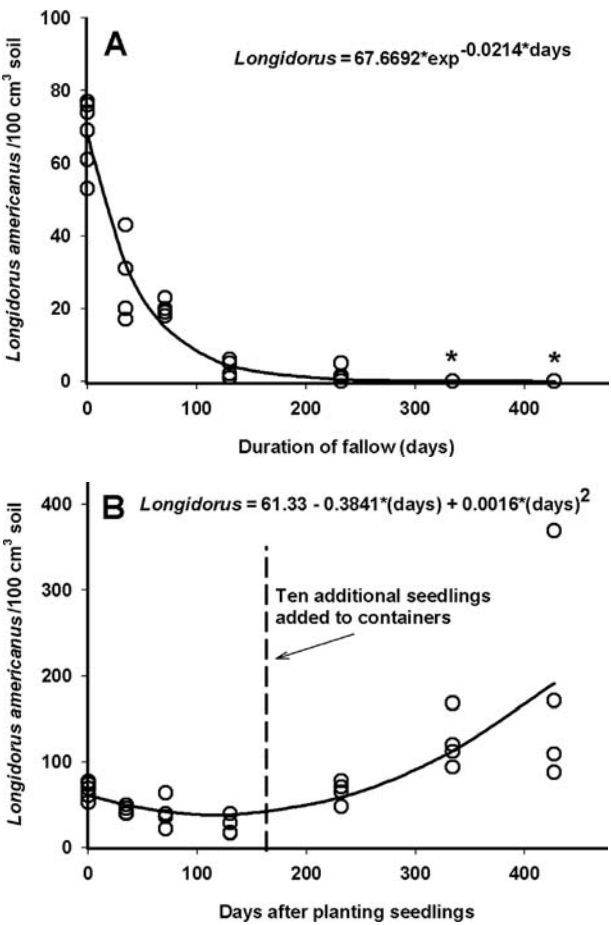 100
A
Longidorus = 67.6692*exp^-0.0214*days
80
60
40
20
0
* *
0 100 200 300 400
Longidorus americanus /100 cm³ soil
Duration of fallow (days)
400
B
Longidorus = 61.33 - 0.3841*(days) + 0.0016*(days)²
300
Ten additional seedlings
added to containers
200
100
0
0 100 200 300 400
Longidorus americanus/100 cm³ soil
Days after planting seedlings